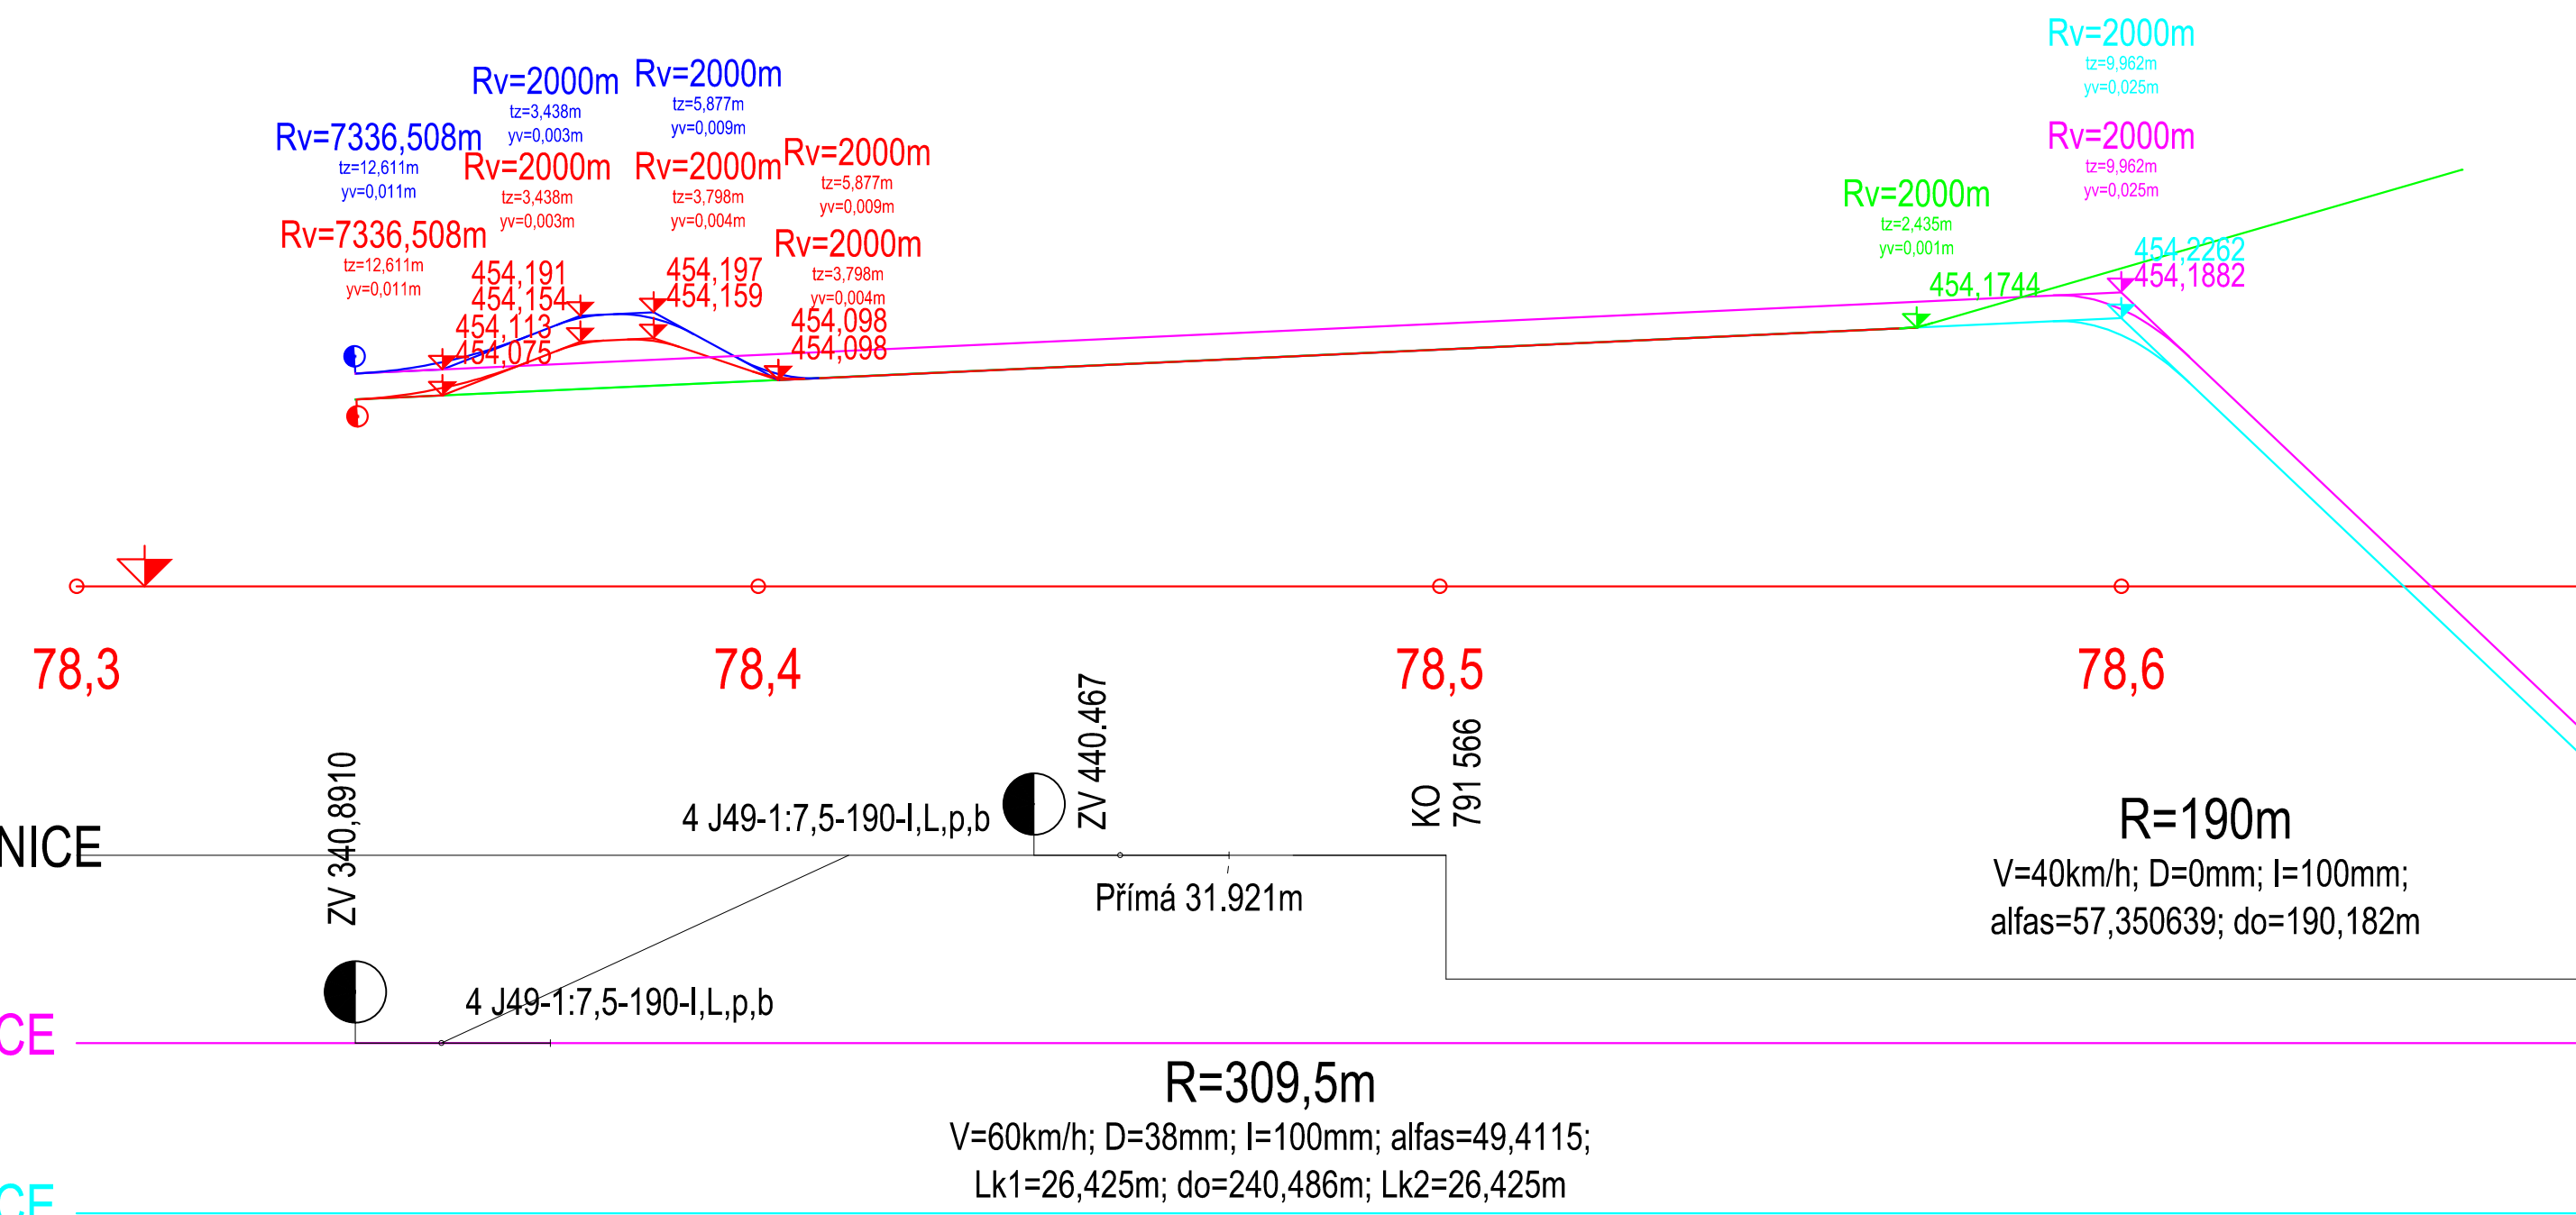 Rv=2000m
tz=9,962m
yv=0,025m
Rv=2000m
tz=3,438m
yv=0,003m
Rv=2000m
tz=5,877m
yv=0,009m
Rv=7336,508m
tz=12,611m
yv=0,011m
Rv=2000m
tz=9,962m
yv=0,025m
Rv=2000m
tz=3,438m
yv=0,003m
Rv=2000m
tz=3,798m
yv=0,004m
Rv=2000m
tz=5,877m
yv=0,009m
Rv=2000m
tz=2,435m
yv=0,001m
Rv=7336,508m
tz=12,611m
yv=0,011m
Rv=2000m
tz=3,798m
yv=0,004m
454,191
454,154
454,113
454,075
454,197
454,159
454,098
454,098
454,1744
454,2262
454,1882
78,3
78,4
78,5
78,6
ZV 340,8910
4 J49-1:7,5-190-I,L,p,b
ZV 440.467
KO
791 566
NICE
Přímá 31.921m
R=190m
V=40km/h; D=0mm; I=100mm;
alfas=57,350639; do=190,182m
4 J49-1:7,5-190-I,L,p,b
CE
R=309,5m
V=60km/h; D=38mm; I=100mm; alfas=49,4115;
Lk1=26,425m; do=240,486m; Lk2=26,425m
CE